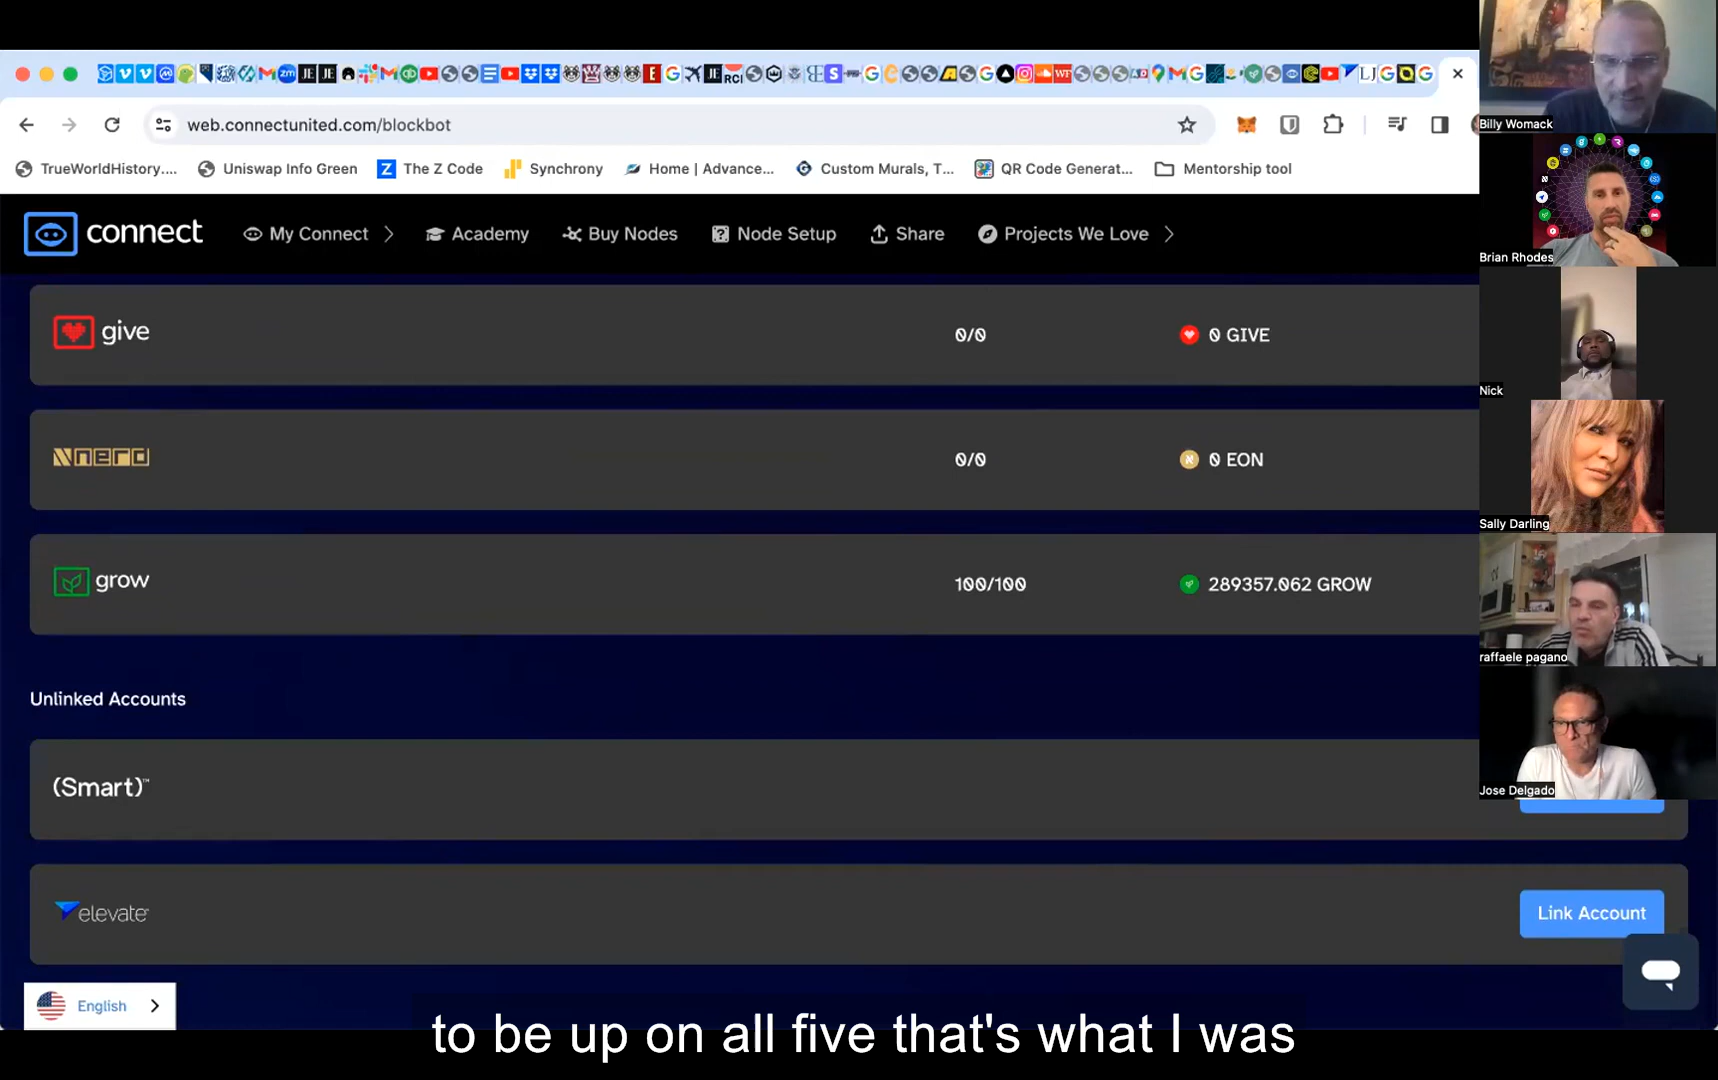 web.connectunited.com/blockbot
TrueWorldHistory.... Uniswap Info Green The Z Code Synchrony Home | Advance... Custom Murals, T... QR Code Generat... Mentorship tool
connect My Connect Academy Buy Nodes Node Setup Share Projects We Love
give 0/0 0 GIVE
nerd 0/0 0 EON
grow 100/100 289357.062 GROW
Unlinked Accounts
(Smart)™
elevate Link Account
English
to be up on all five that's what I was
Billy Womack
Brian Rhodes
Nick
Sally Darling
raffaele pagano
Jose Delgado